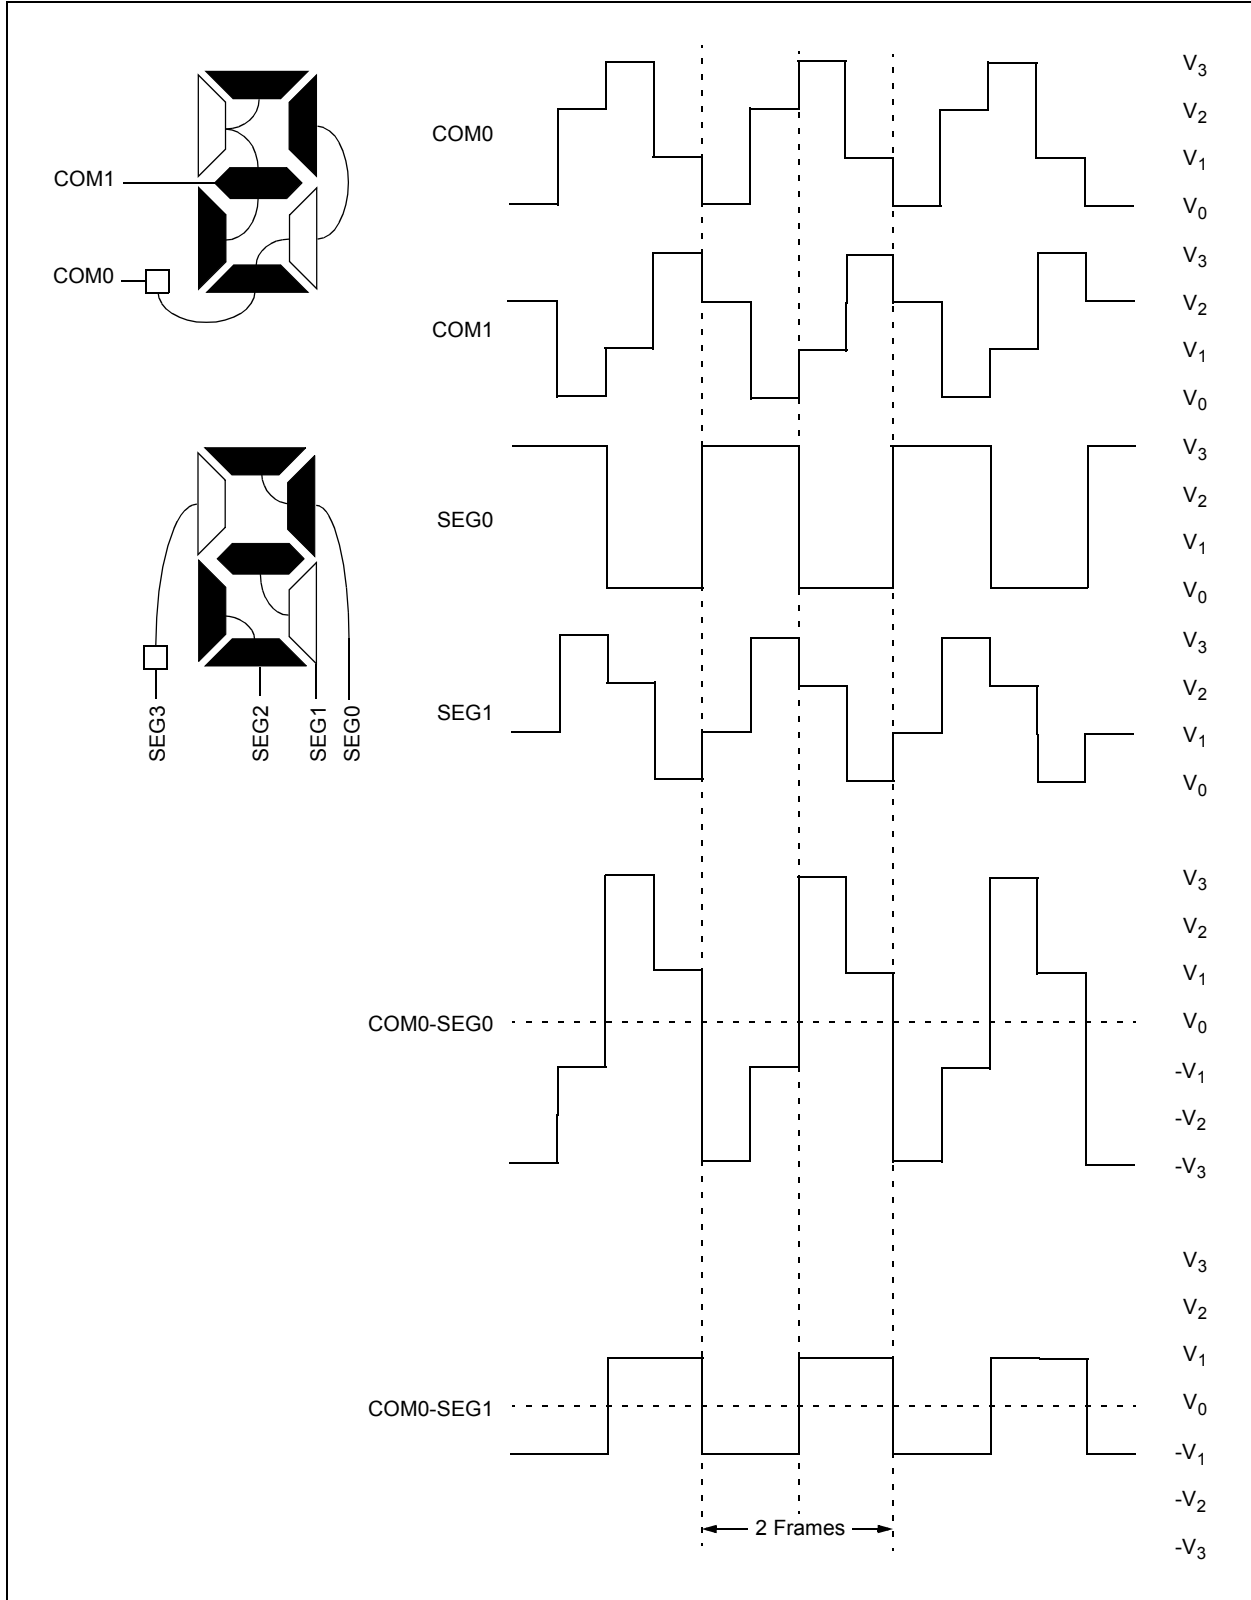 COM1
COM0
SEG3
SEG2
SEG1
SEG0
COM0
V3
V2
V1
V0
COM1
V3
V2
V1
V0
SEG0
V3
V2
V1
V0
SEG1
V3
V2
V1
V0
COM0-SEG0
V3
V2
V1
V0
-V1
-V2
-V3
COM0-SEG1
V3
V2
V1
V0
-V1
-V2
-V3
2 Frames